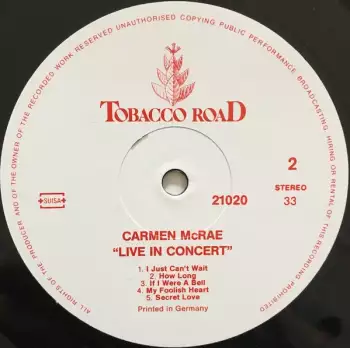 ALL RIGHTS OF THE PRODUCER AND OF THE OWNER OF THE RECORDED WORK RESERVED UNAUTHORISED COPYING PUBLIC PERFORMANCE BROADCASTING, HIRING OR RENTAL OF THIS RECORDING PROHIBITED
TOBACCO ROAD
2
SUISA
21020
STEREO
33
CARMEN McRAE
"LIVE IN CONCERT"
1. I Just Can't Wait
2. How Long
3. If I Were A Bell
4. My Foolish Heart
5. Secret Love
Printed in Germany